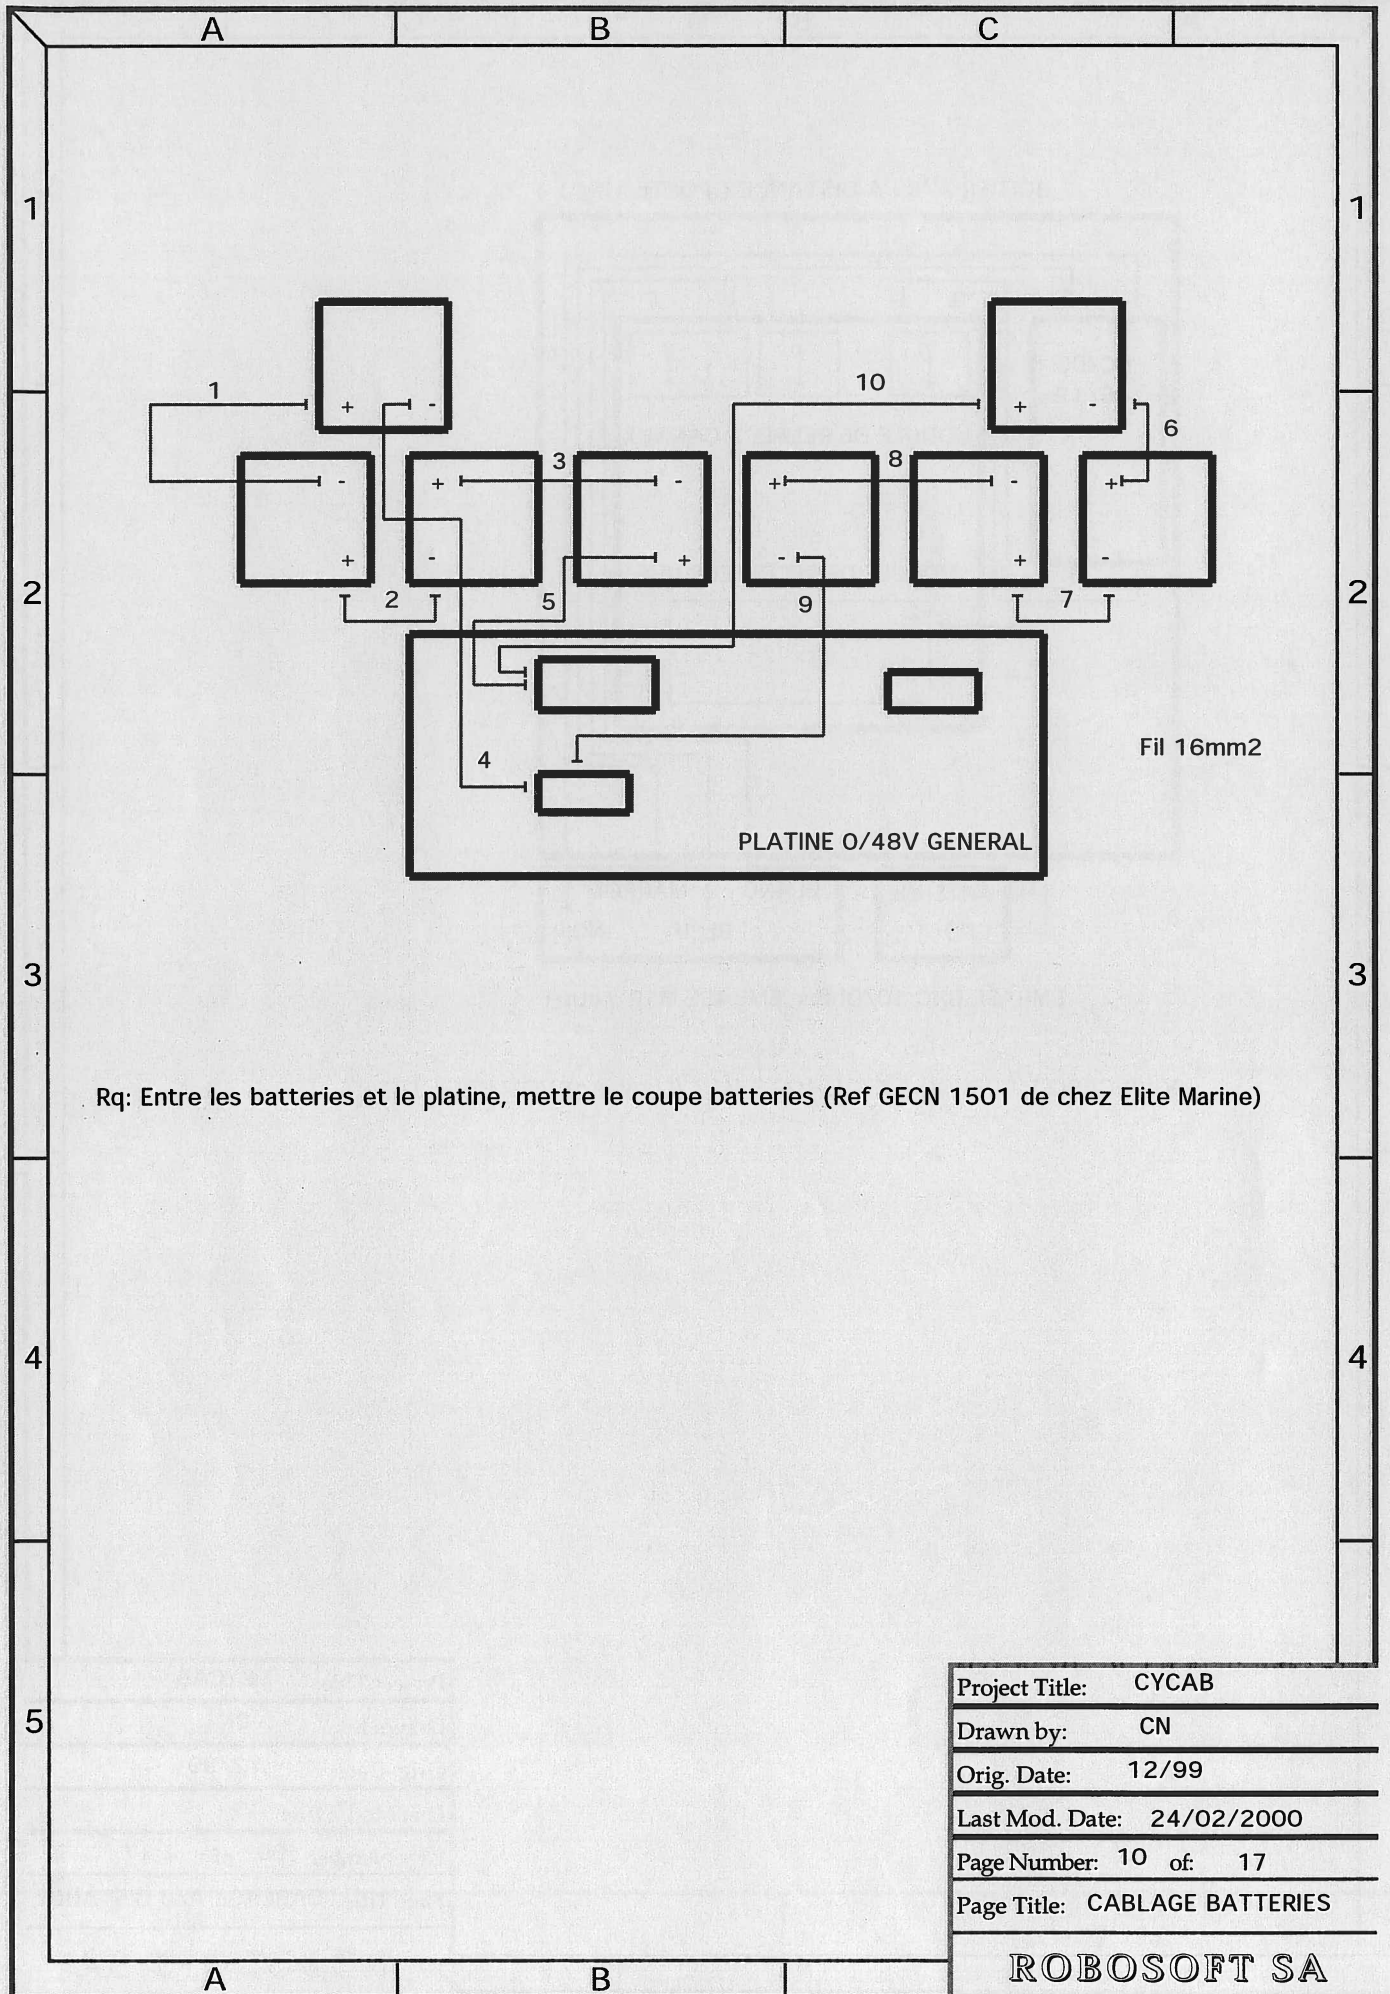 A B C
1 1
1 + - 10 + - 6
- + 3 - + 8 - +
+ - + - + -
2 2 5 9 7 2
4 Fil 16mm2
PLATINE 0/48V GENERAL
3 3
Rq: Entre les batteries et le platine, mettre le coupe batteries (Ref GECN 1501 de chez Elite Marine)
4 4
5
Project Title: CYCAB
Drawn by: CN
Orig. Date: 12/99
Last Mod. Date: 24/02/2000
Page Number: 10 of: 17
Page Title: CABLAGE BATTERIES
ROBOSOFT SA
A B